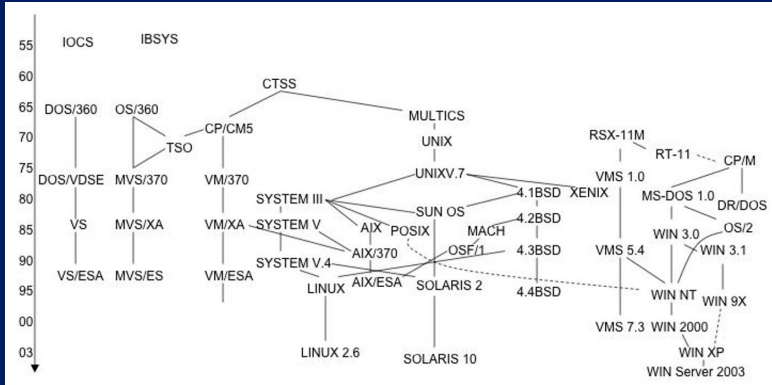 IOCS IBSYS
55
60
CTSS
65 DOS/360 OS/360 MULTICS
CP/CM5
70 RSX-11M
TSO UNIX RT-11 CP/M
75 DOS/VDSE MVS/370 VM/370 UNIXV.7 VMS 1.0
4.1BSD XENIX MS-DOS 1.0
80 SYSTEM III SUN OS DR/DOS
4.2BSD
85 VS MVS/XA VM/XA SYSTEM V AIX POSIX MACH OS/2
WIN 3.0
AIX/370 OSF/1 4.3BSD VMS 5.4 WIN 3.1
90 SYSTEM V.4
VS/ESA MVS/ES VM/ESA AIX/ESA SOLARIS 2
LINUX 4.4BSD WIN NT
95 WIN 9X
00 VMS 7.3 WIN 2000
03 LINUX 2.6 SOLARIS 10 WIN XP
WIN Server 2003